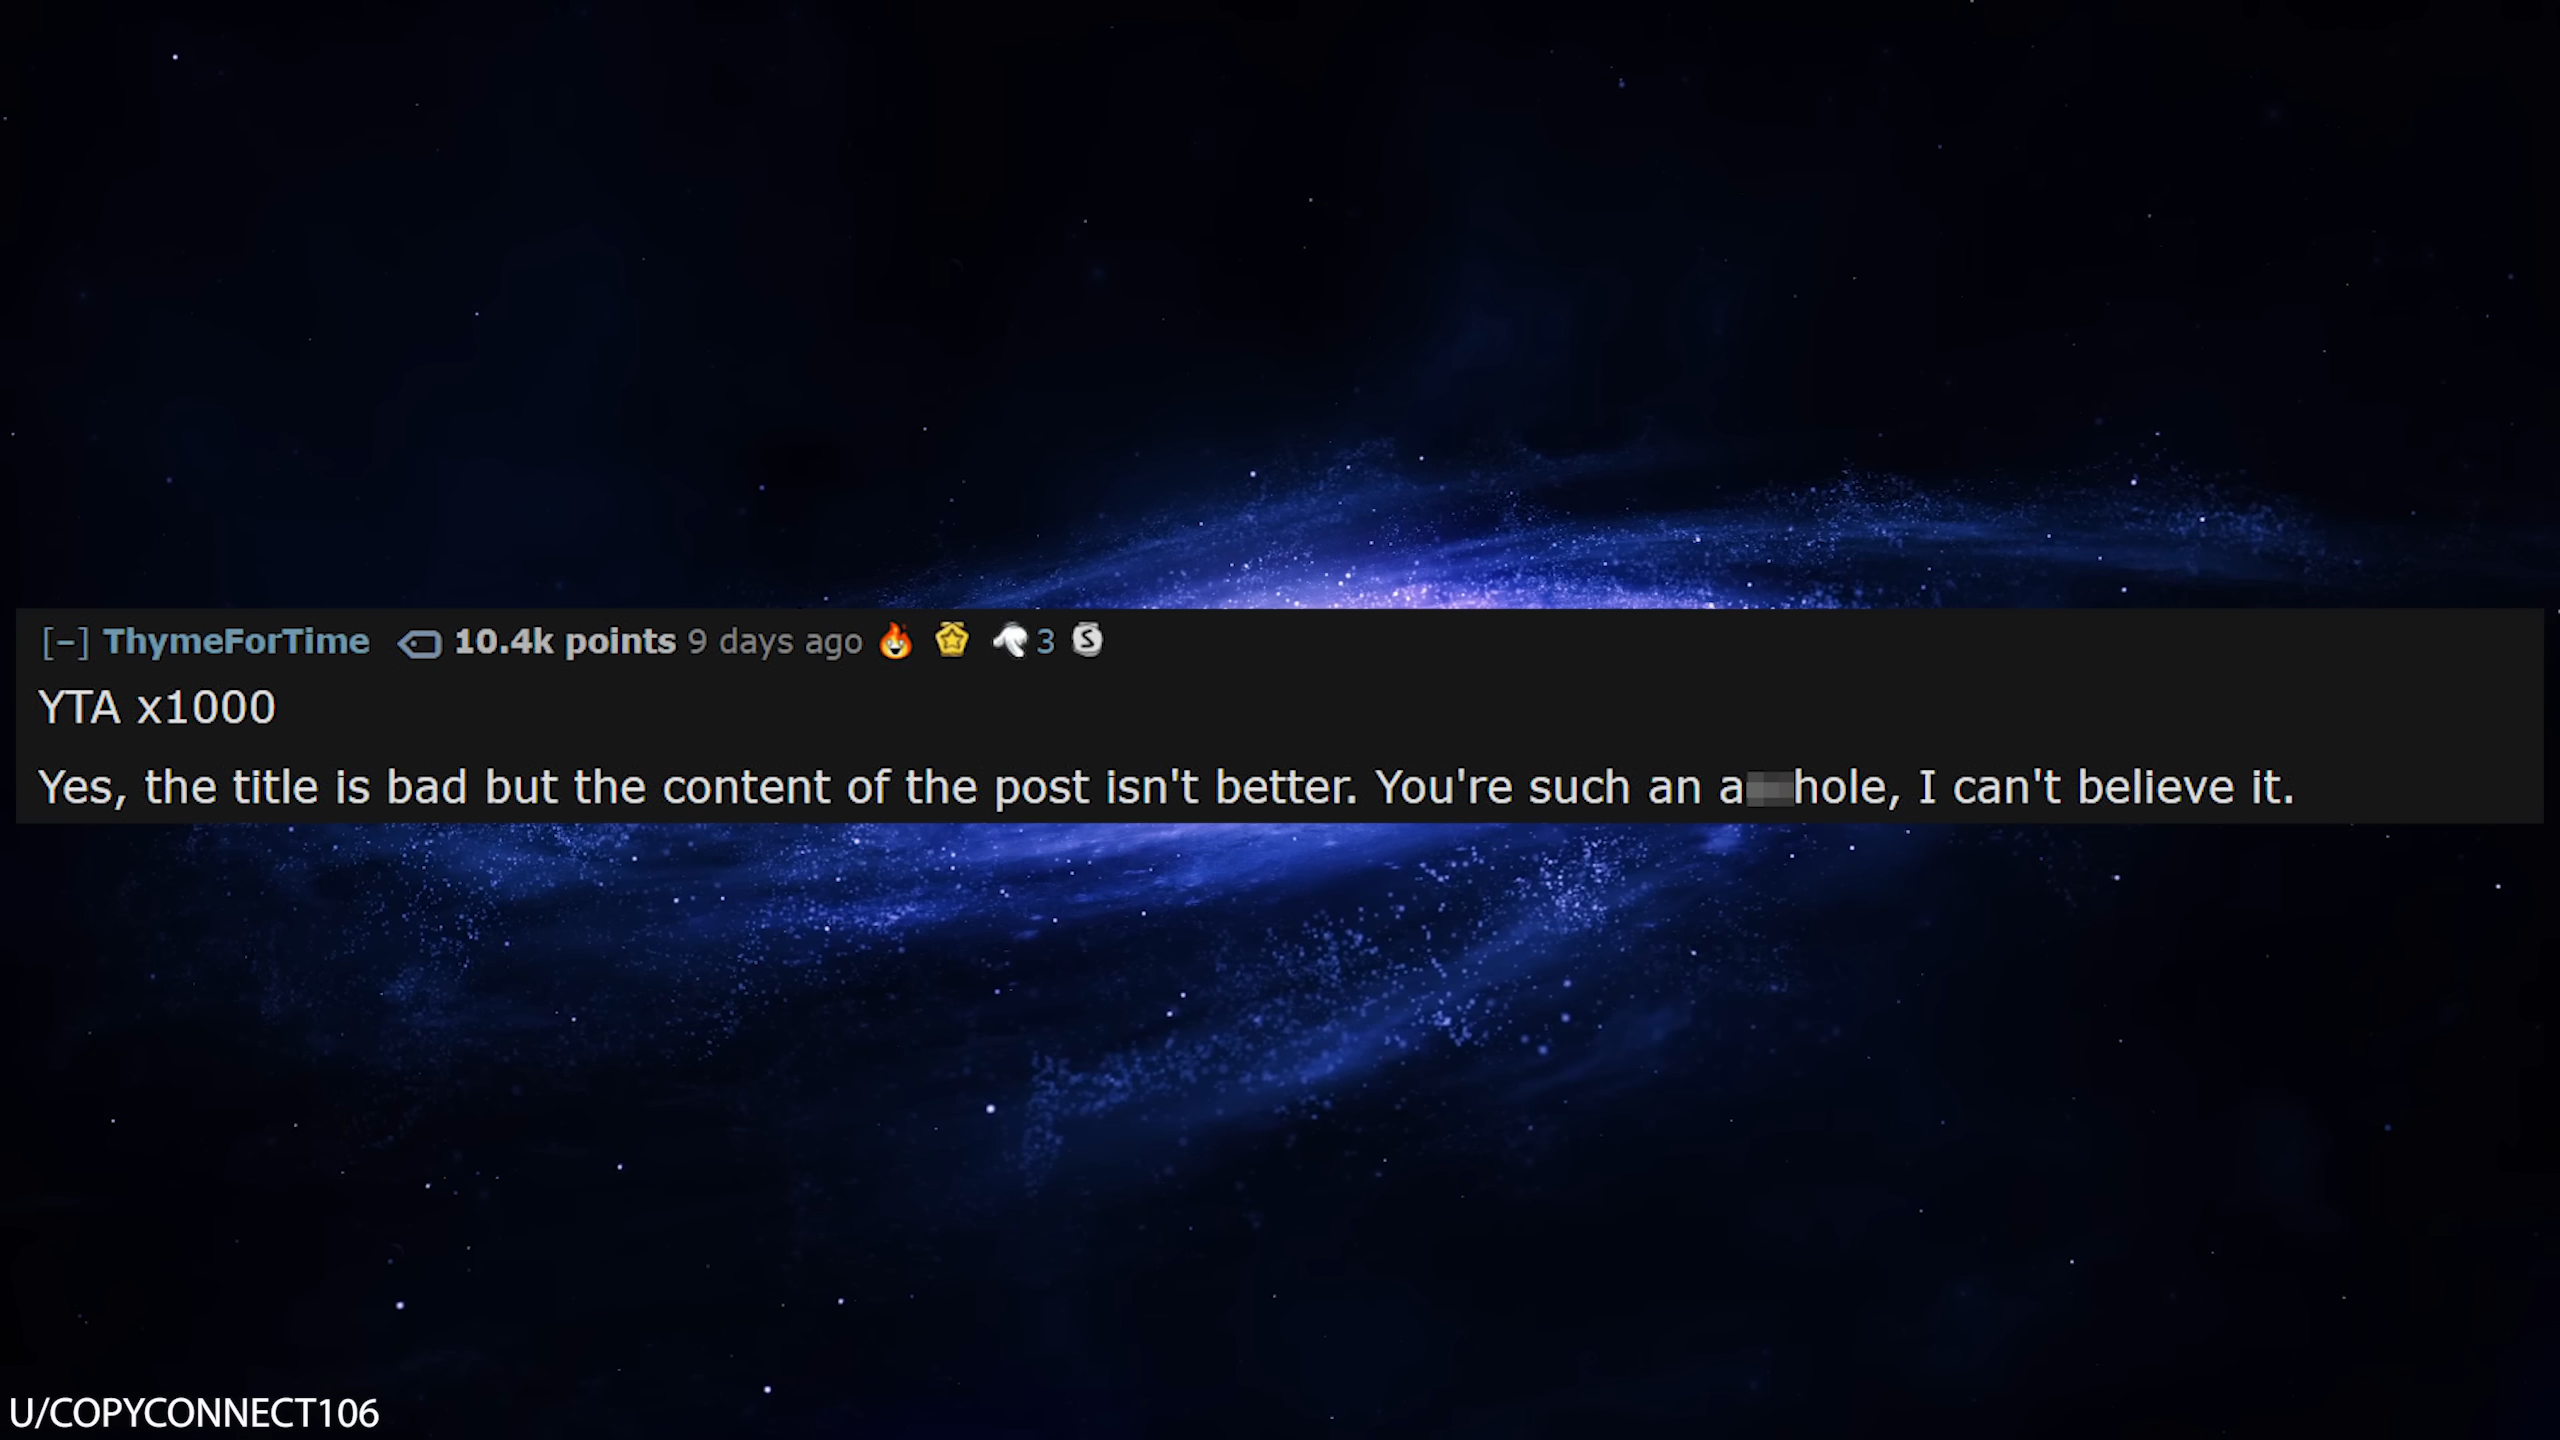 [–] ThymeForTime 10.4k points 9 days ago 3 S
YTA x1000
Yes, the title is bad but the content of the post isn't better. You're such an a hole, I can't believe it.
U/COPYCONNECT106